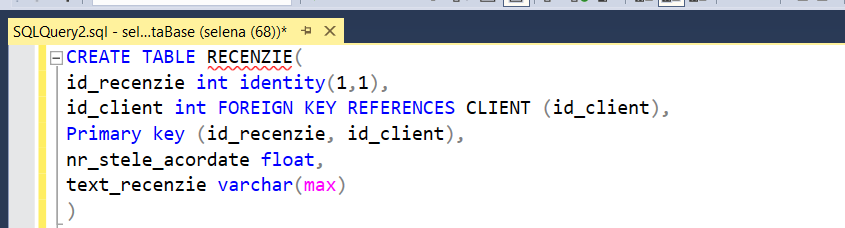 SQLQuery2.sql - sel...taBase (selena (68))*
CREATE TABLE RECENZIE(
id_recenzie int identity(1,1),
id_client int FOREIGN KEY REFERENCES CLIENT (id_client),
Primary key (id_recenzie, id_client),
nr_stele_acordate float,
text_recenzie varchar(max)
)